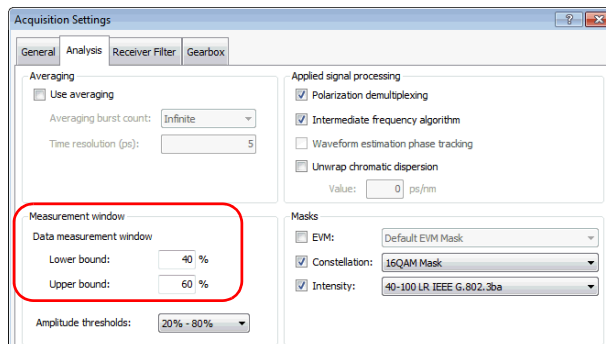 Acquisition Settings
General Analysis Receiver Filter Gearbox
Averaging
Use averaging
Averaging burst count: Infinite
Time resolution (ps): 5
Applied signal processing
Polarization demultiplexing
Intermediate frequency algorithm
Waveform estimation phase tracking
Unwrap chromatic dispersion
Value: 0 ps/nm
Measurement window
Data measurement window
Lower bound: 40 %
Upper bound: 60 %
Amplitude thresholds: 20% - 80%
Masks
EVM: Default EVM Mask
Constellation: 16QAM Mask
Intensity: 40-100 LR IEEE G.802.3ba